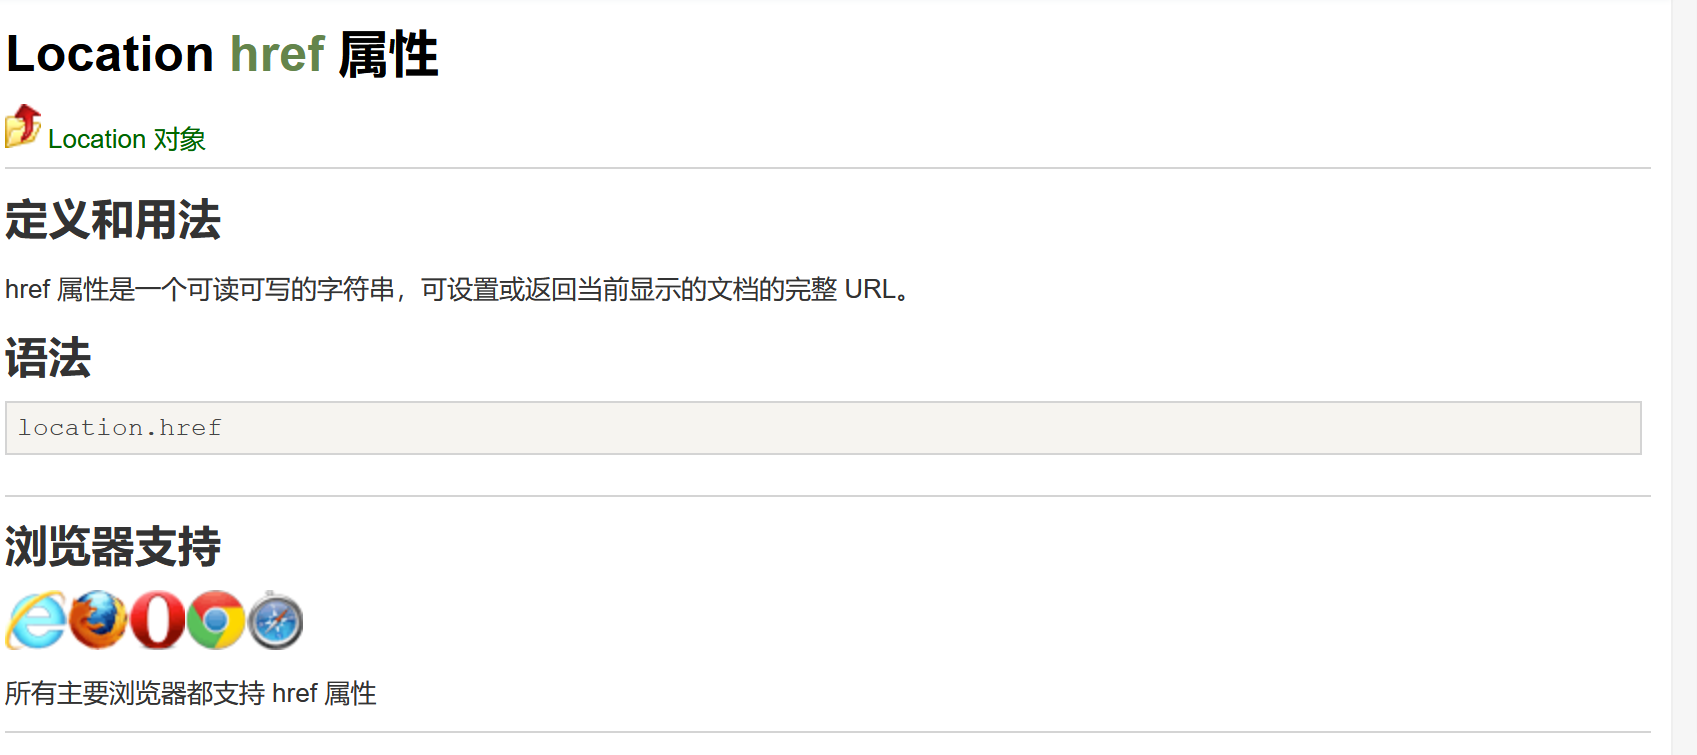 Location href 属性
Location 对象
定义和用法
href 属性是一个可读可写的字符串，可设置或返回当前显示的文档的完整 URL。
语法
location.href
浏览器支持
所有主要浏览器都支持 href 属性